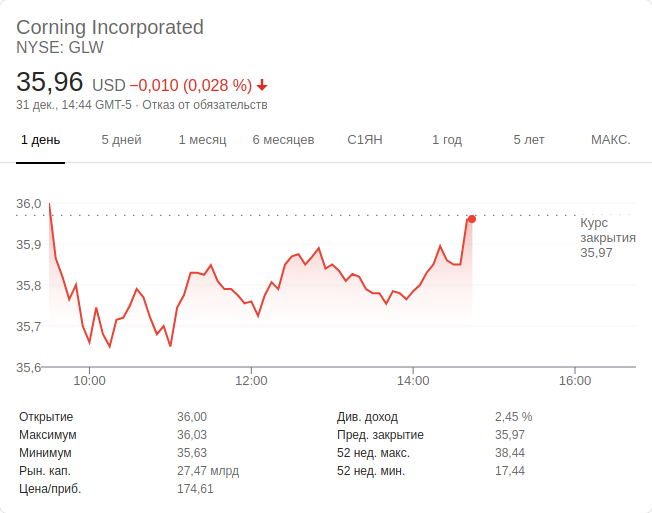 Corning Incorporated
NYSE: GLW
35,96 USD −0,010 (0,028 %)
31 дек., 14:44 GMT-5 · Отказ от обязательств
1 день 5 дней 1 месяц 6 месяцев С1ЯН 1 год 5 лет МАКС.
36,0
35,9
35,8
35,7
35,6
Курс
закрытия
35,97
10:00 12:00 14:00 16:00
Открытие 36,00 Див. доход 2,45 %
Максимум 36,03 Пред. закрытие 35,97
Минимум 35,63 52 нед. макс. 38,44
Рын. кап. 27,47 млрд 52 нед. мин. 17,44
Цена/приб. 174,61